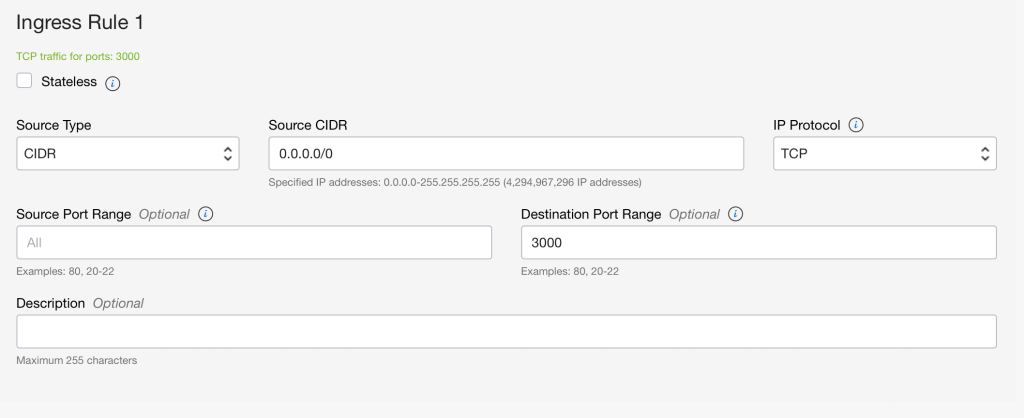 Ingress Rule 1
TCP traffic for ports: 3000
Stateless i
Source Type Source CIDR IP Protocol i
CIDR 0.0.0.0/0 TCP
Specified IP addresses: 0.0.0.0-255.255.255.255 (4,294,967,296 IP addresses)
Source Port Range Optional i Destination Port Range Optional i
All 3000
Examples: 80, 20-22 Examples: 80, 20-22
Description Optional
Maximum 255 characters